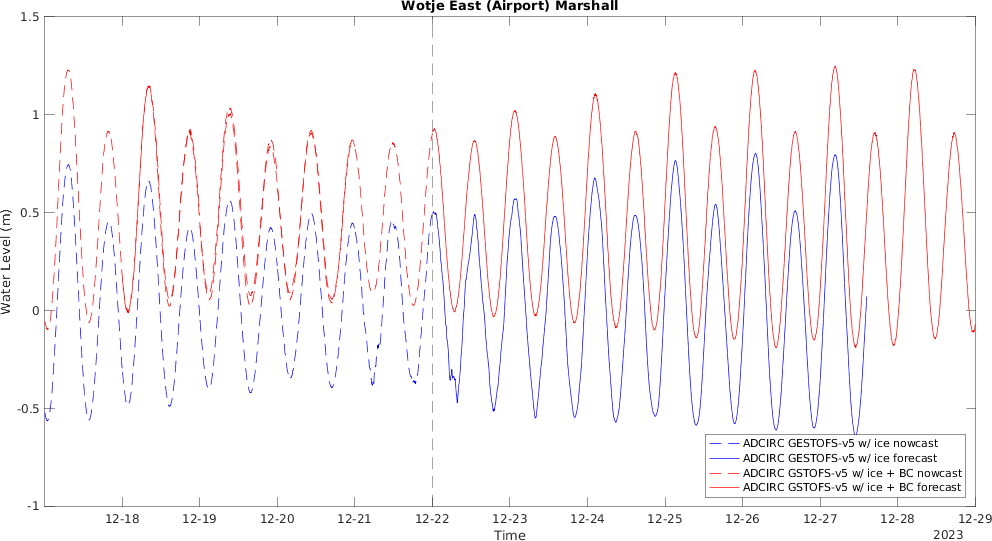 Wotje East (Airport) Marshall
Water Level (m)
1.5
1
0.5
0
-0.5
-1
ADCIRC GESTOFS-v5 w/ ice nowcast
ADCIRC GESTOFS-v5 w/ ice forecast
ADCIRC GSTOFS-v5 w/ ice + BC nowcast
ADCIRC GSTOFS-v5 w/ ice + BC forecast
12-18 12-19 12-20 12-21 12-22 12-23 12-24 12-25 12-26 12-27 12-28 12-29
Time
2023